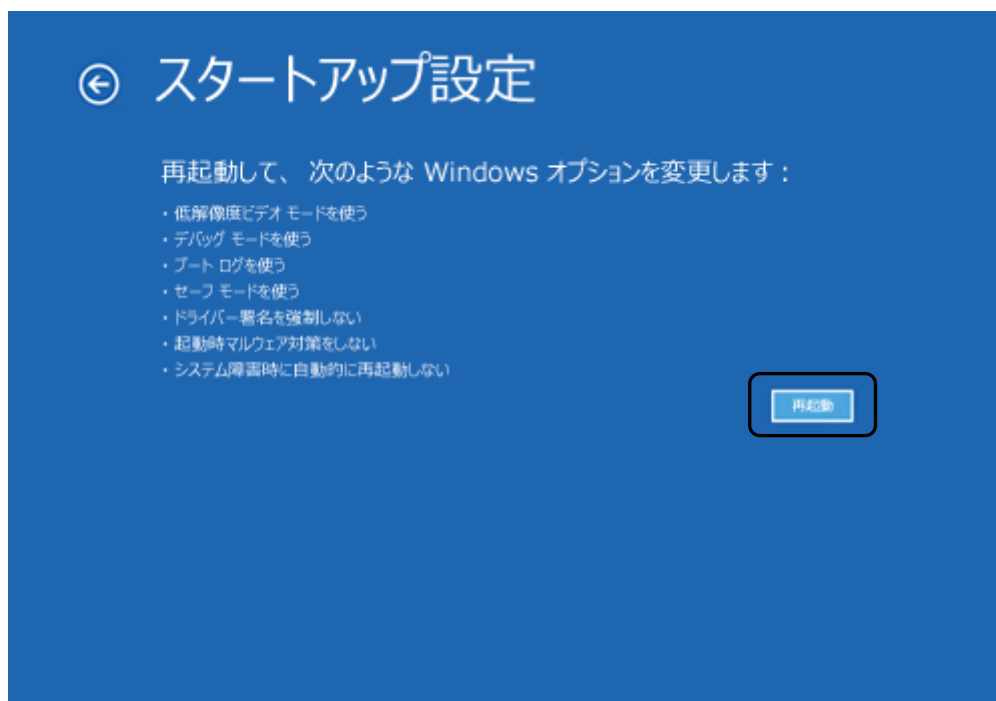 スタートアップ設定
再起動して、 次のような Windows オプションを変更します：
・低解像度ビデオ モードを使う
・デバッグ モードを使う
・ブート ログを使う
・セーフ モードを使う
・ドライバー署名を強制しない
・起動時マルウェア対策をしない
・システム障害時に自動的に再起動しない
再起動